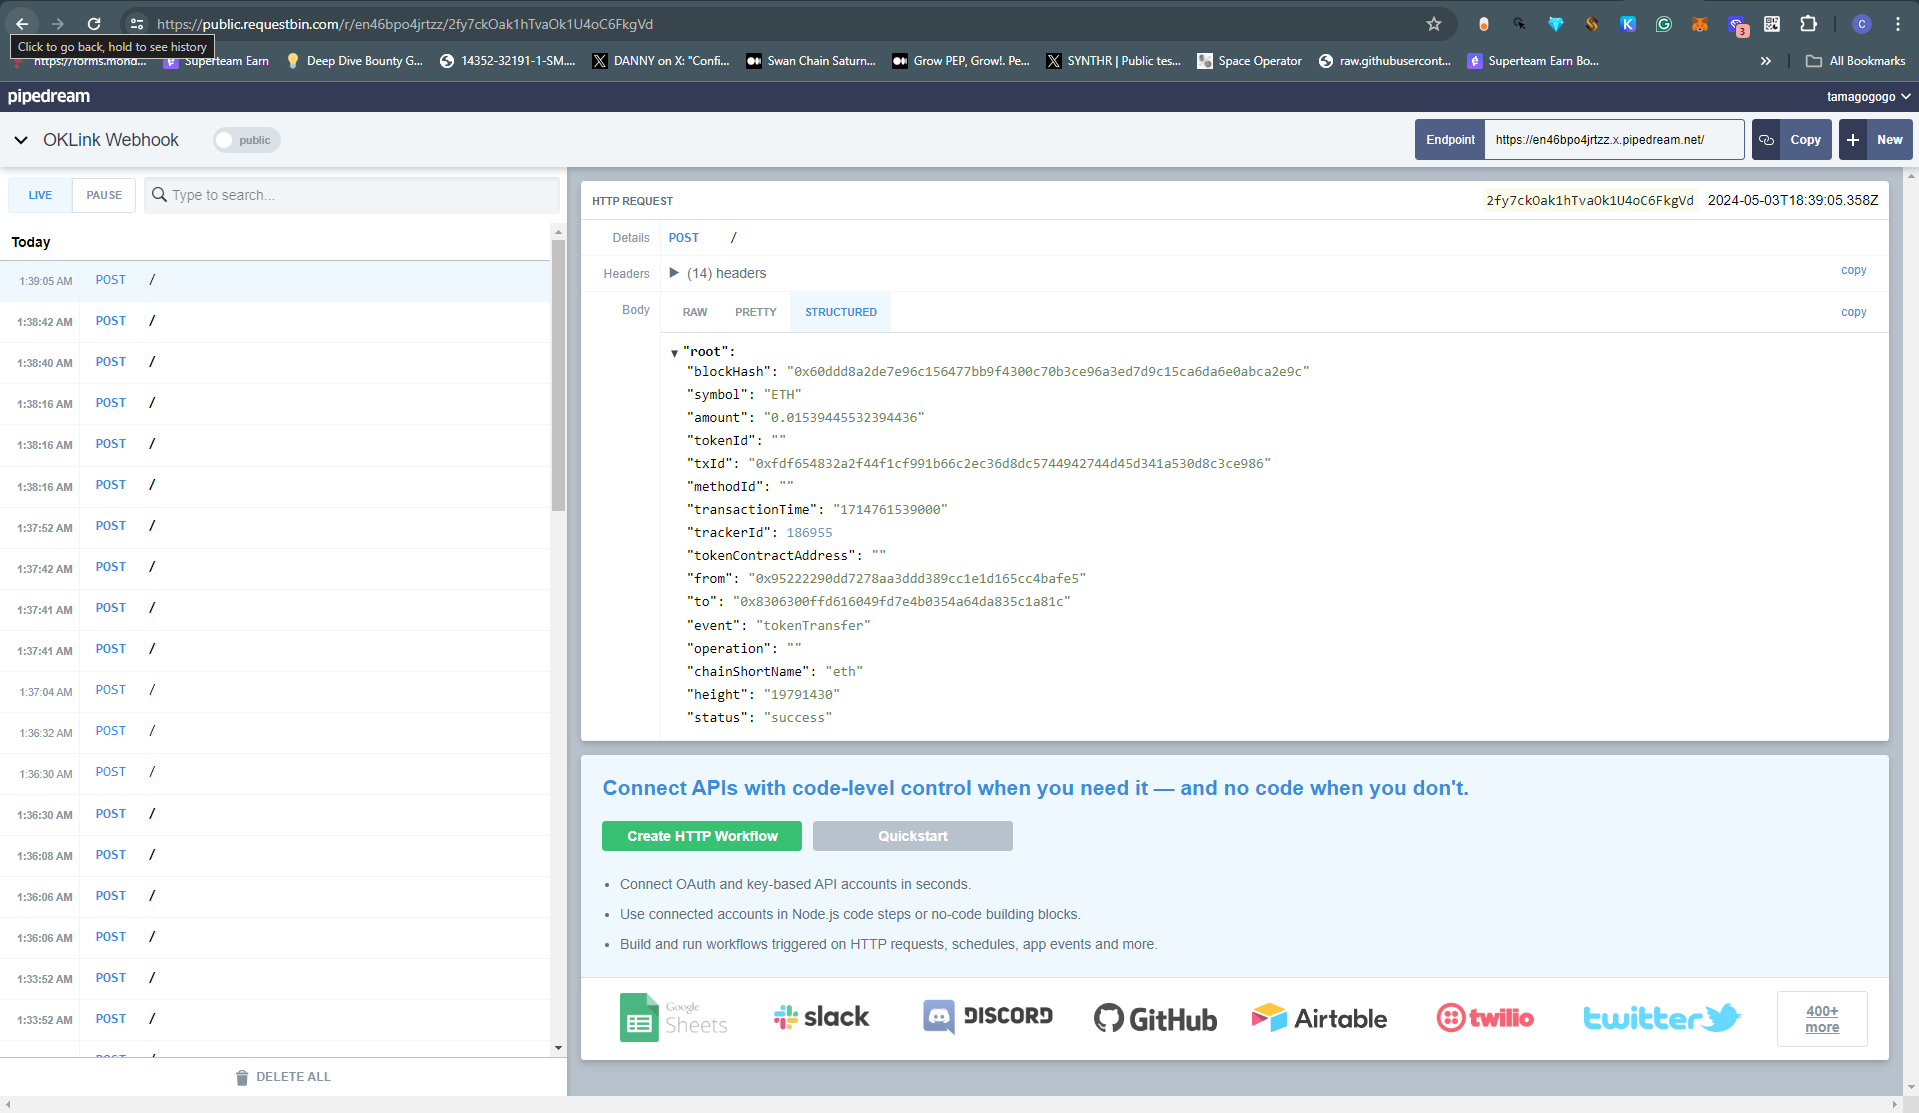 https://public.requestbin.com/r/en46bpo4jrtzz/2fy7ckOak1hTvaOk1U4oC6FkgVd
3
C
Click to go back, hold to see history
https://forms.mond...
Superteam Earn
Deep Dive Bounty G...
14352-32191-1-SM....
DANNY on X: "Confi...
Swan Chain Saturn...
Grow PEP, Grow!. Pe...
SYNTHR | Public tes...
Space Operator
raw.githubusercont...
Superteam Earn Bo...
All Bookmarks
pipedream
tamagogogo
OKLink Webhook
public
Endpoint
https://en46bpo4jrtzz.x.pipedream.net/
Copy
New
LIVE
PAUSE
Type to search...
Today
1:39:05 AM POST /
1:38:42 AM POST /
1:38:40 AM POST /
1:38:16 AM POST /
1:38:16 AM POST /
1:38:16 AM POST /
1:37:52 AM POST /
1:37:42 AM POST /
1:37:41 AM POST /
1:37:41 AM POST /
1:37:04 AM POST /
1:36:32 AM POST /
1:36:30 AM POST /
1:36:30 AM POST /
1:36:08 AM POST /
1:36:06 AM POST /
1:36:06 AM POST /
1:33:52 AM POST /
1:33:52 AM POST /
DELETE ALL
HTTP REQUEST
2fy7ckOak1hTvaOk1U4oC6FkgVd
2024-05-03T18:39:05.358Z
Details
POST /
Headers
(14) headers
copy
Body
RAW
PRETTY
STRUCTURED
copy
"root":
"blockHash": "0x60ddd8a2de7e96c156477bb9f4300c70b3ce96a3ed7d9c15ca6da6e0abca2e9c"
"symbol": "ETH"
"amount": "0.01539445532394436"
"tokenId": ""
"txId": "0xfdf654832a2f44f1cf991b66c2ec36d8dc5744942744d45d341a530d8c3ce986"
"methodId": ""
"transactionTime": "1714761539000"
"trackerId": 186955
"tokenContractAddress": ""
"from": "0x95222290dd7278aa3ddd389cc1e1d165cc4bafe5"
"to": "0x8306300ffd616049fd7e4b0354a64da835c1a81c"
"event": "tokenTransfer"
"operation": ""
"chainShortName": "eth"
"height": "19791430"
"status": "success"
Connect APIs with code-level control when you need it — and no code when you don't.
Create HTTP Workflow
Quickstart
• Connect OAuth and key-based API accounts in seconds.
• Use connected accounts in Node.js code steps or no-code building blocks.
• Build and run workflows triggered on HTTP requests, schedules, app events and more.
Google Sheets
slack
DISCORD
GitHub
Airtable
twilio
twitter
400+
more